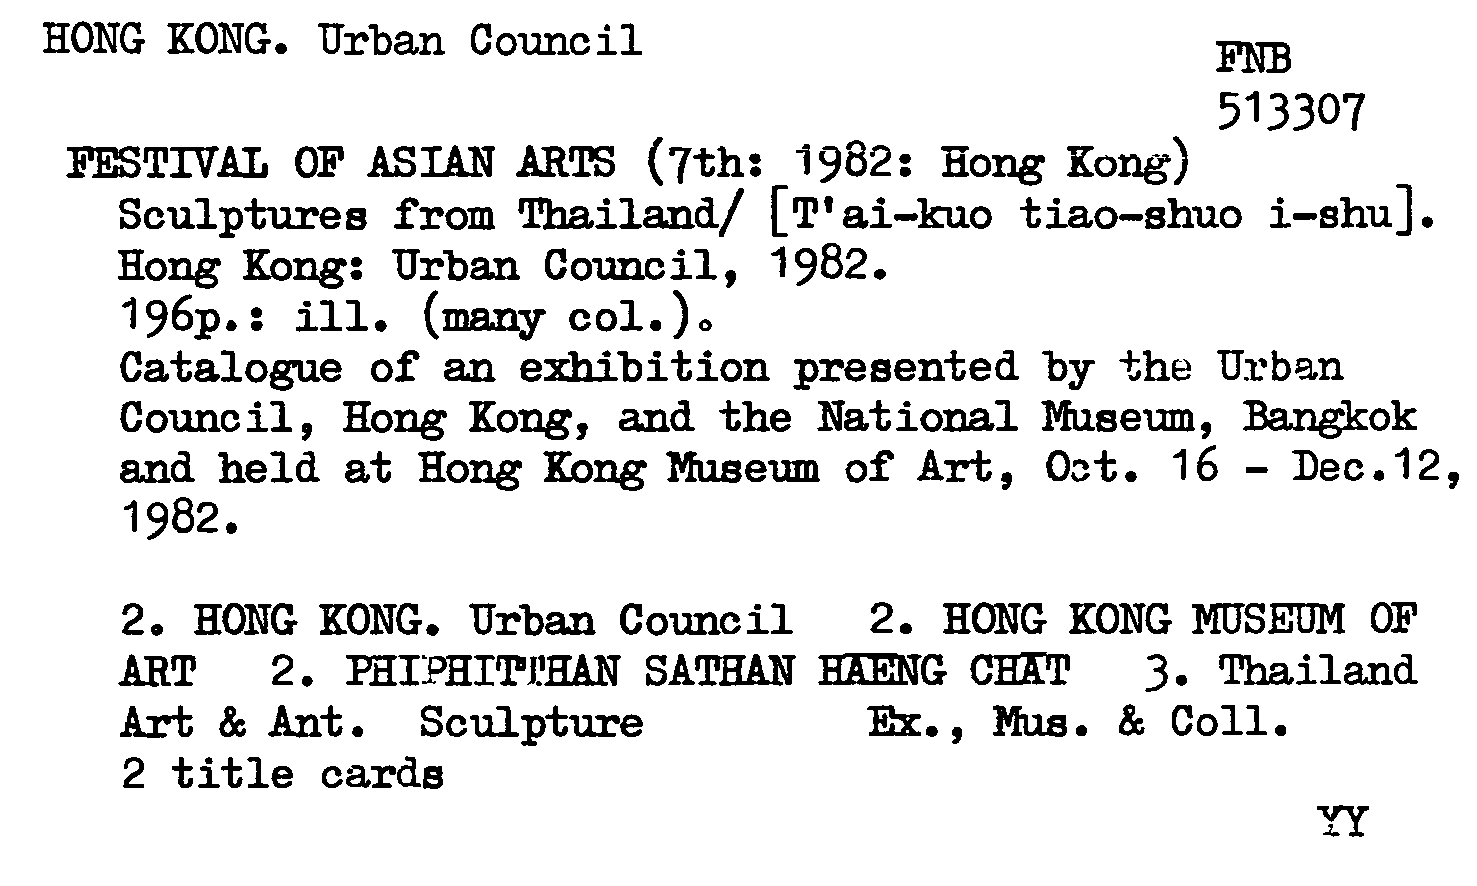 HONG KONG. Urban Council
FNB
513307
FESTIVAL OF ASIAN ARTS (7th: 1982: Hong Kong)
Sculptures from Thailand/ [T'ai-kuo tiao-shuo i-shu].
Hong Kong: Urban Council, 1982.
196p.: ill. (many col.).
Catalogue of an exhibition presented by the Urban
Council, Hong Kong, and the National Museum, Bangkok
and held at Hong Kong Museum of Art, Oct. 16 - Dec.12,
1982.
2. HONG KONG. Urban Council 2. HONG KONG MUSEUM OF
ART 2. PHIPHITTHAN SATHAN HAENG CHAT 3. Thailand
Art & Ant. Sculpture Ex., Mus. & Coll.
2 title cards
YY